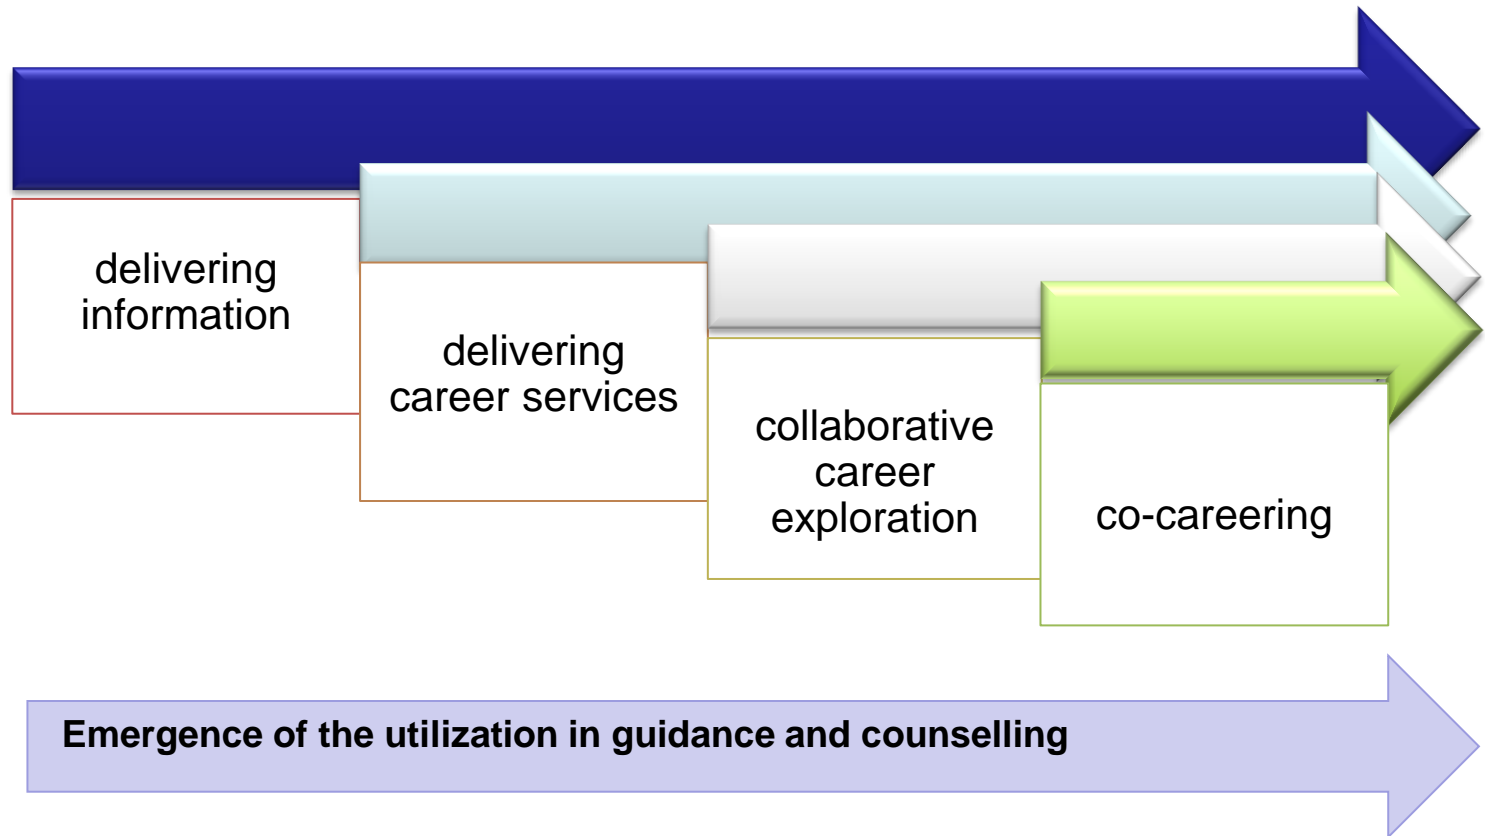 delivering
information
delivering
career services
collaborative
career
exploration
co-careering
Emergence of the utilization in guidance and counselling